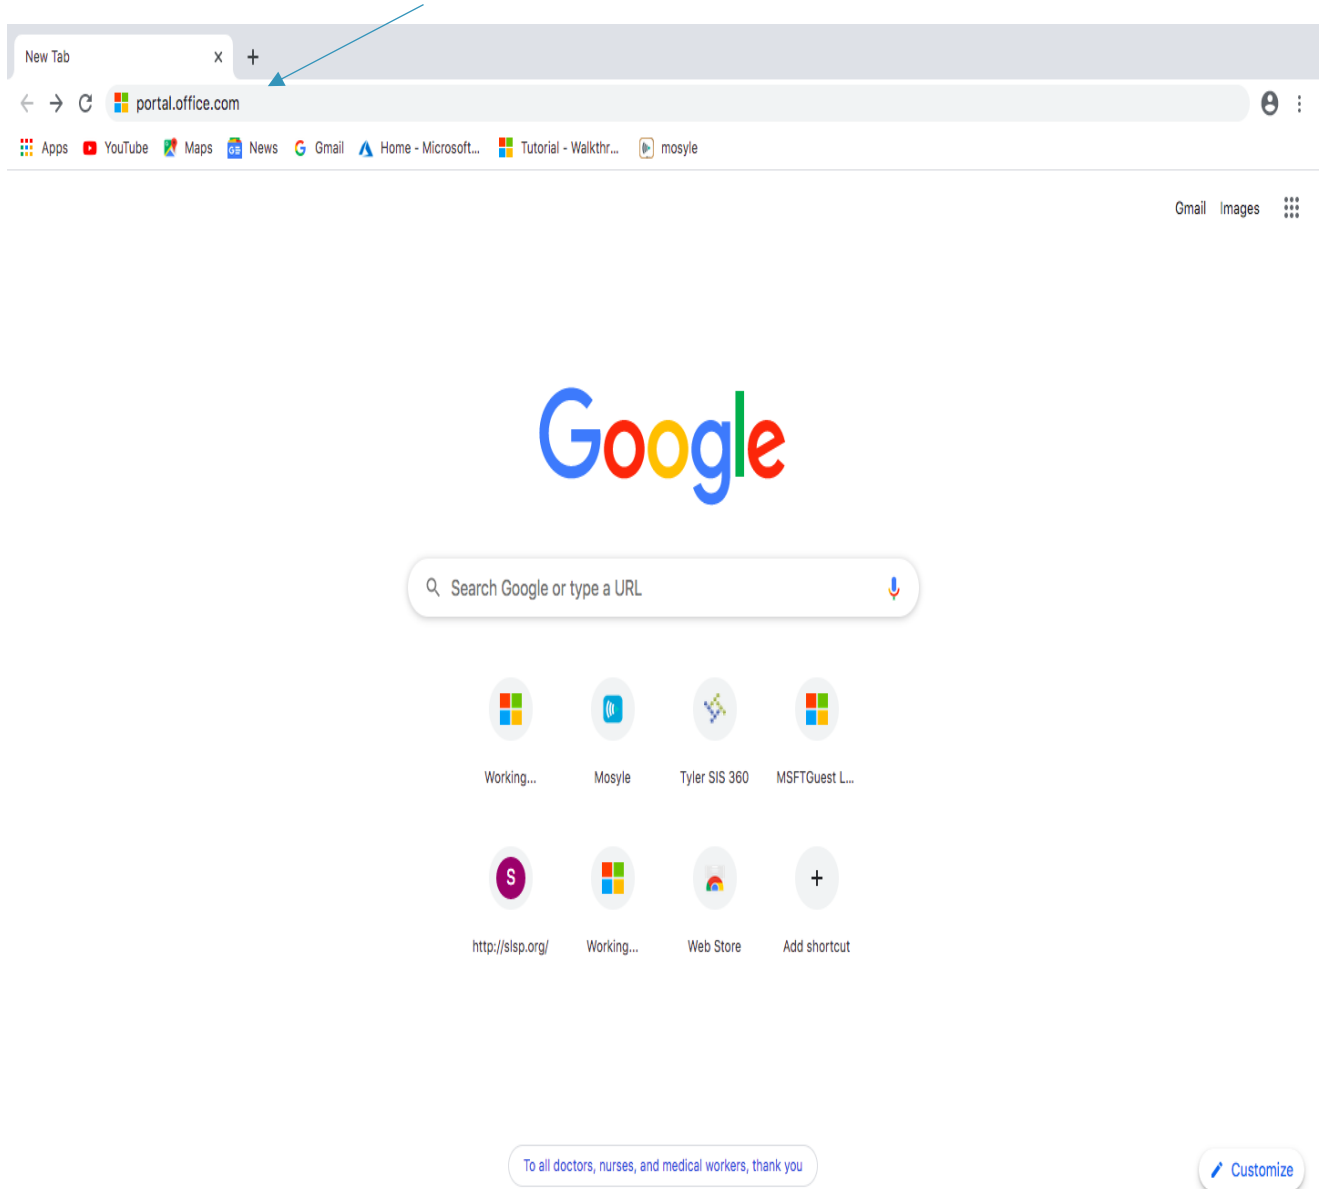 New Tab
portal.office.com
Apps YouTube Maps GE News G Gmail Home - Microsoft... Tutorial - Walkthr... mosyle
Gmail Images
Google
Search Google or type a URL
Working... Mosyle Tyler SIS 360 MSFTGuest L...
S
http://slsp.org/ Working... Web Store Add shortcut
To all doctors, nurses, and medical workers, thank you
Customize